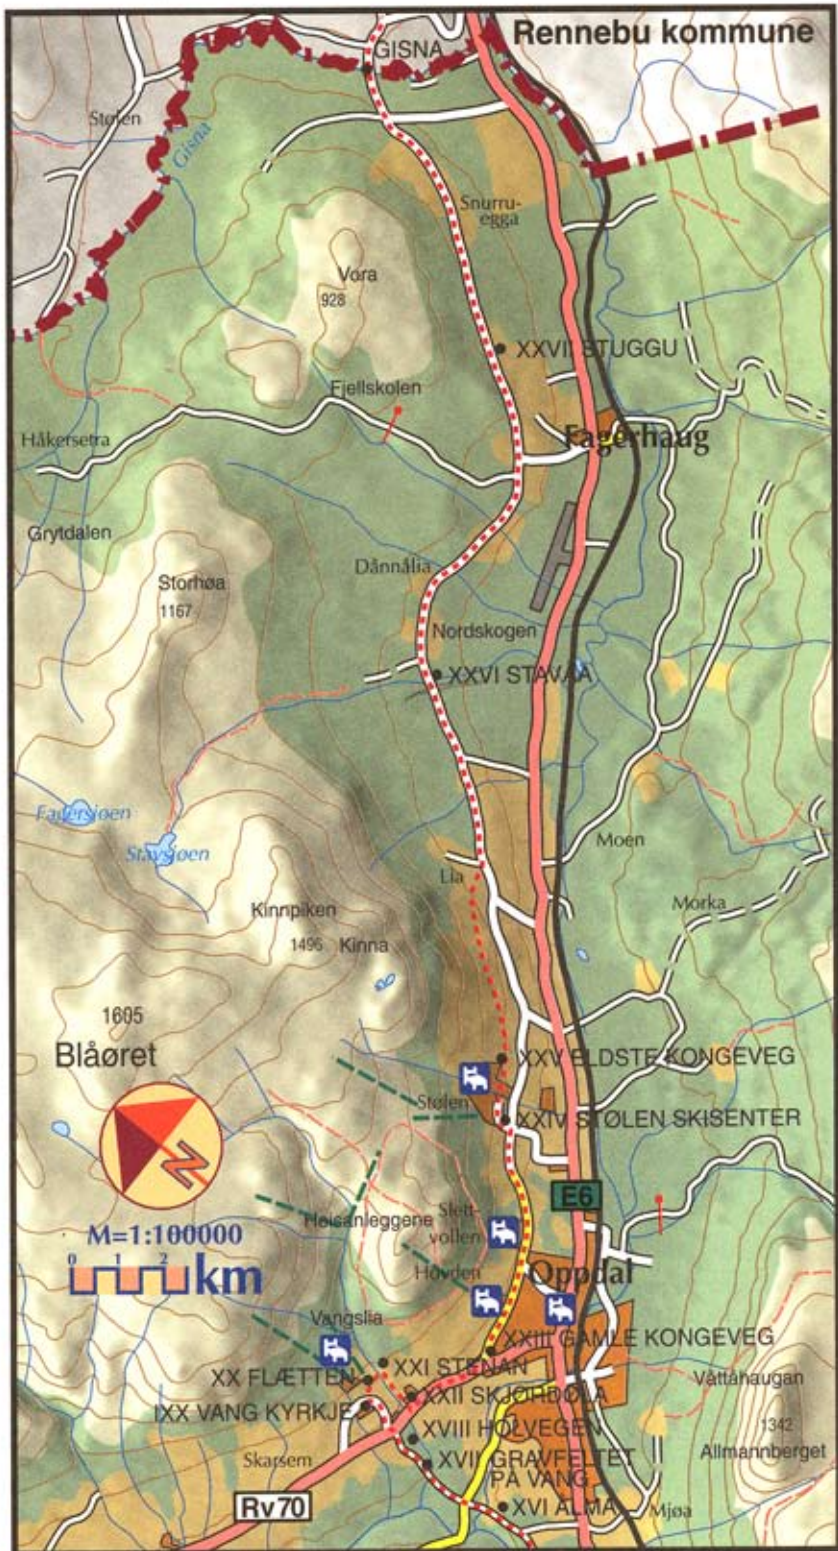 Rennebu kommune
GISNA
Stølen
Gisna
Snurru-
egga
Vora
928
XXVII STUGGU
Fjellskolen
Håkersetra
Fagerhaug
Grytdalen
Dånnålia
Storhøa
1167
Nordskogen
XXVI STAVÅA
Fadersjøen
Stavsjøen
Moen
Lia
Kinnpiken
Morka
1496
Kinna
1605
Blåøret
XXV ELDSTE KONGEVEG
Stølen
XXIV STØLEN SKISENTER
N
E6
Heisanleggene
Slett-
vollen
M=1:100000
0 1 2
km
Hovden
Oppdal
Vangslia
XXIII GAMLE KONGEVEG
XXI STENAN
XX FLÆTTEN
Våttåhaugan
XXII SKJØRDØLA
IXX VANG KYRKJE
XVIII HOLVEGEN
1342
Allmannberget
Skarsem
XVII GRAVFELTET
PÅ VANG
Rv70
XVI ALMA
Mjøa